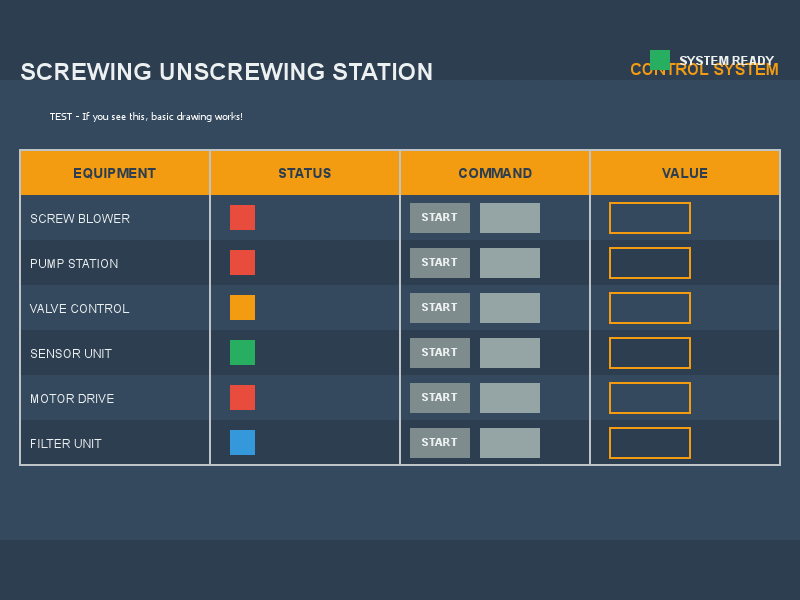 SCREWING UNSCREWING STATION
SYSTEM READY
CONTROL SYSTEM
TEST - If you see this, basic drawing works!
EQUIPMENT STATUS COMMAND VALUE
SCREW BLOWER START
PUMP STATION START
VALVE CONTROL START
SENSOR UNIT START
MOTOR DRIVE START
FILTER UNIT START